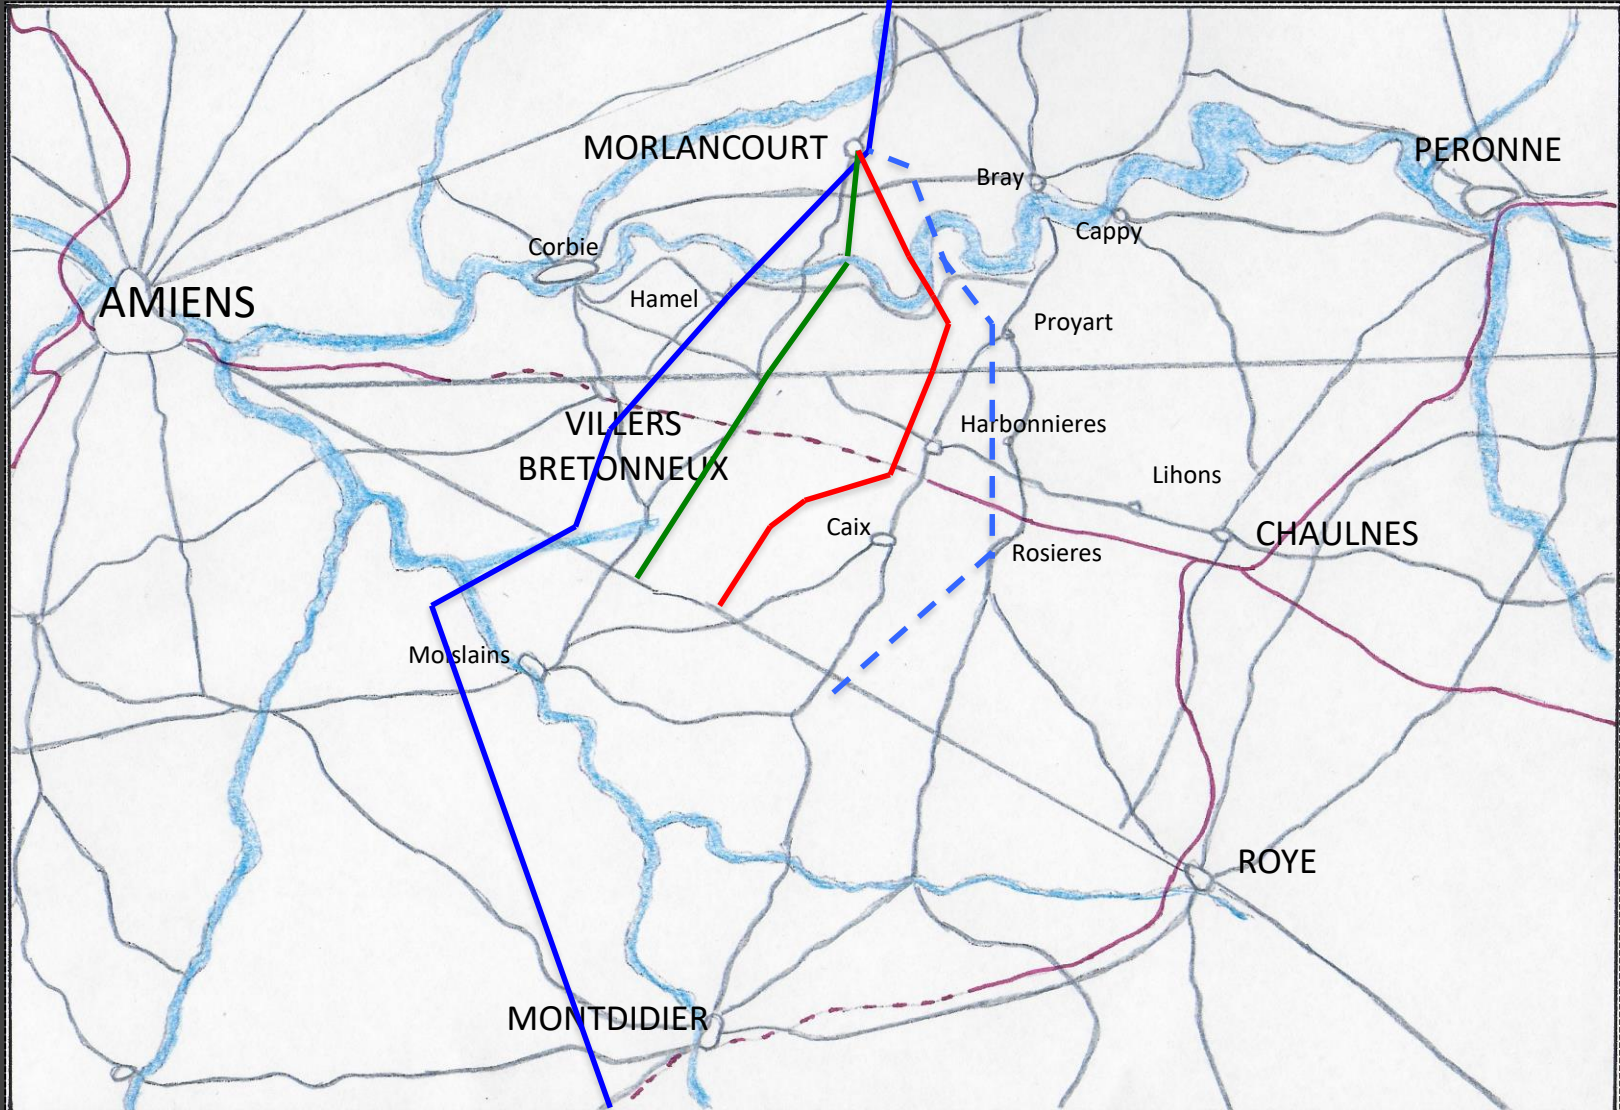 MORLANCOURT
PERONNE
Bray
Cappy
Corbie
AMIENS
Hamel
Proyart
VILLERS
BRETONNEUX
Harbonnieres
Lihons
Caix
CHAULNES
Rosieres
Moislains
ROYE
MONTDIDIER